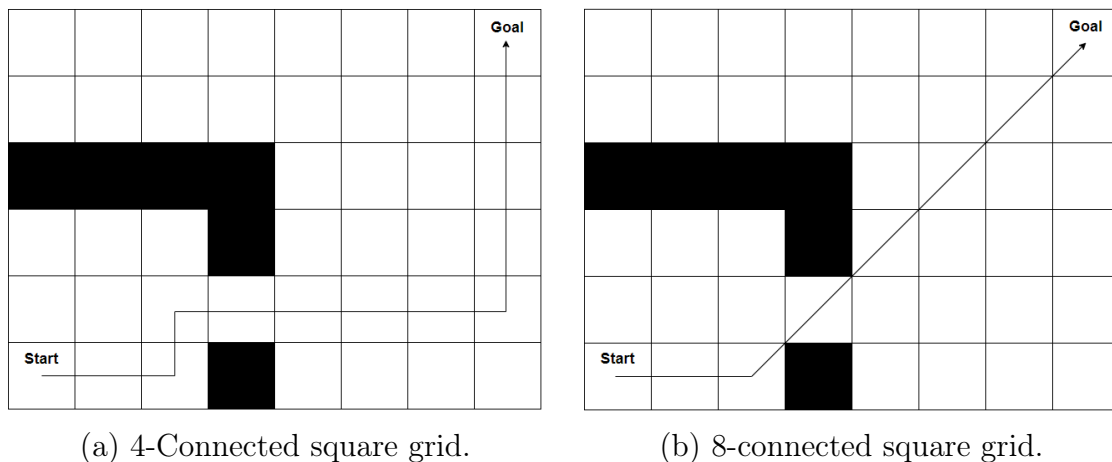 Goal
Start
(a) 4-Connected square grid.
Goal
Start
(b) 8-connected square grid.